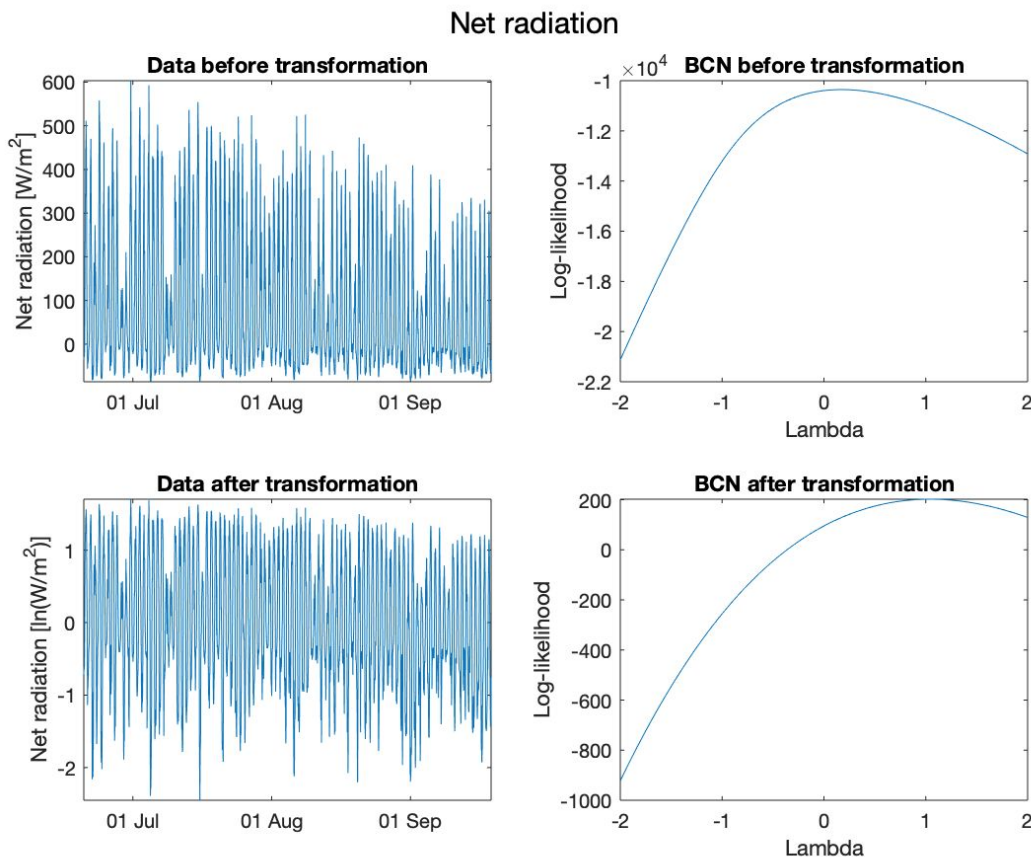 Net radiation
Data before transformation
Net radiation [W/m²]
600
500
400
300
200
100
0
01 Jul
01 Aug
01 Sep
BCN before transformation
×10⁴
Log-likelihood
-1
-1.2
-1.4
-1.6
-1.8
-2
-2.2
-2
-1
0
1
2
Lambda
Data after transformation
Net radiation [ln(W/m²)]
1
0
-1
-2
01 Jul
01 Aug
01 Sep
BCN after transformation
Log-likelihood
200
0
-200
-400
-600
-800
-1000
-2
-1
0
1
2
Lambda